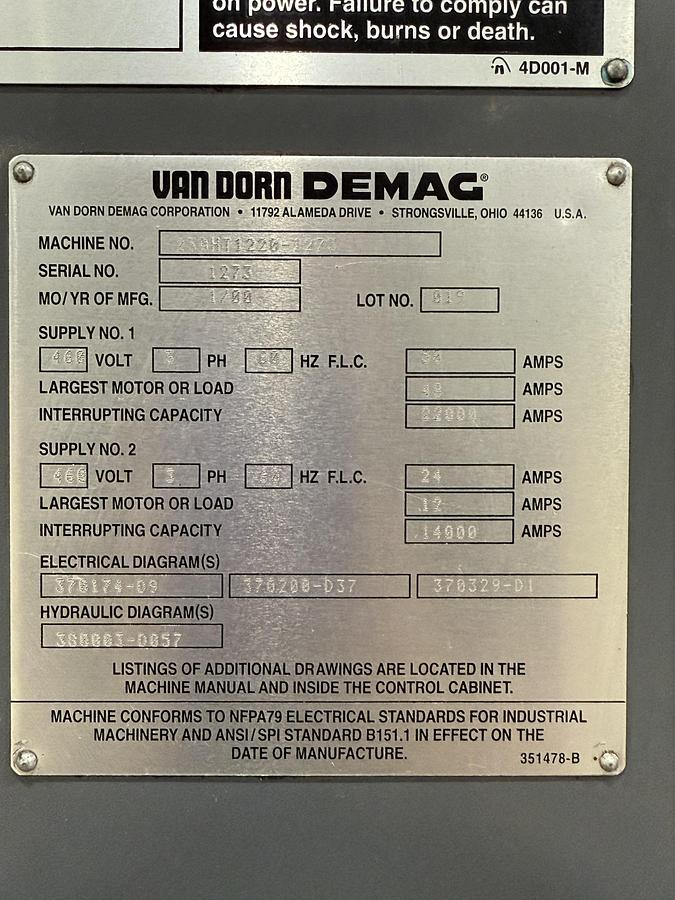 on power. Failure to comply can
cause shock, burns or death.
4D001-M
VAN DORN DEMAG®
VAN DORN DEMAG CORPORATION • 11792 ALAMEDA DRIVE • STRONGSVILLE, OHIO 44136 U.S.A.
MACHINE NO.
SERIAL NO. 1273
MO/YR OF MFG. 1/00 LOT NO.
SUPPLY NO. 1
460 VOLT 3 PH 60 HZ F.L.C. AMPS
LARGEST MOTOR OR LOAD AMPS
INTERRUPTING CAPACITY 22000 AMPS
SUPPLY NO. 2
460 VOLT 3 PH 60 HZ F.L.C. 24 AMPS
LARGEST MOTOR OR LOAD AMPS
INTERRUPTING CAPACITY 14000 AMPS
ELECTRICAL DIAGRAM(S)
370174-D9 370200-D37 370329-D1
HYDRAULIC DIAGRAM(S)
LISTINGS OF ADDITIONAL DRAWINGS ARE LOCATED IN THE
MACHINE MANUAL AND INSIDE THE CONTROL CABINET.
MACHINE CONFORMS TO NFPA79 ELECTRICAL STANDARDS FOR INDUSTRIAL
MACHINERY AND ANSI/SPI STANDARD B151.1 IN EFFECT ON THE
DATE OF MANUFACTURE.
351478-B